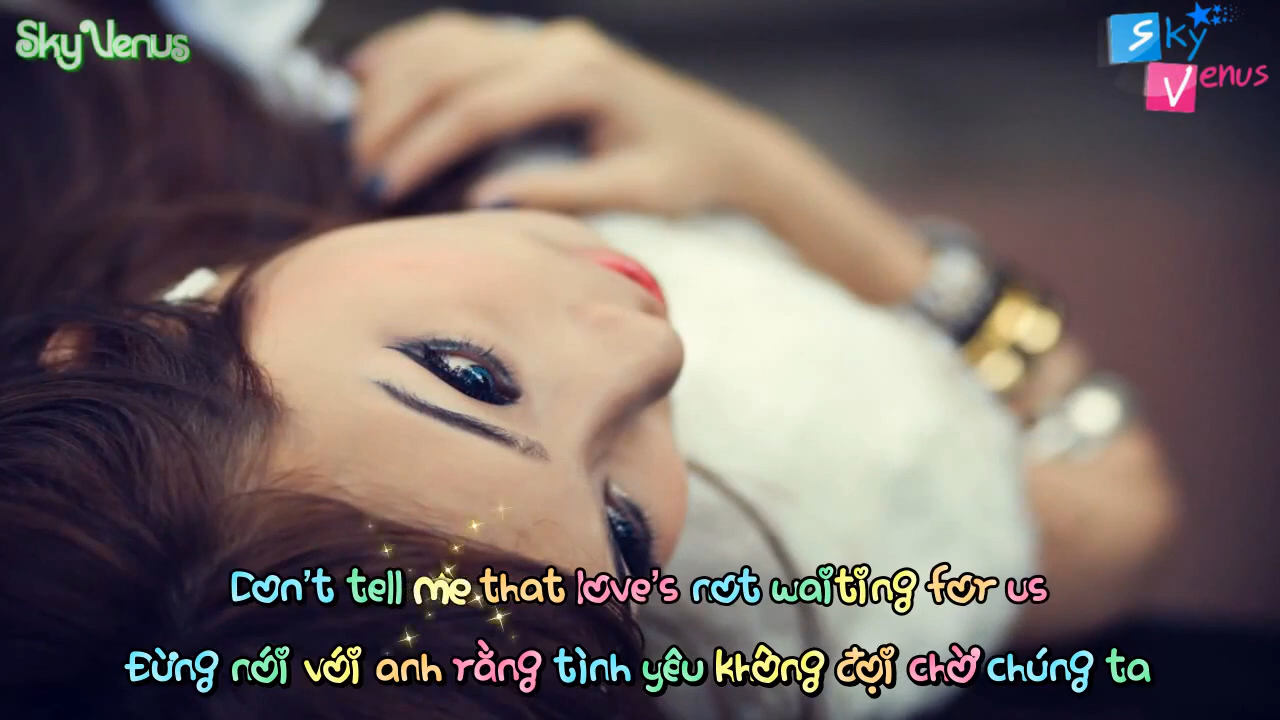 Sky Venus
Sky
Venus
Don't tell me that love's not waiting for us
Đừng nói với anh rằng tình yêu không đợi chờ chúng ta